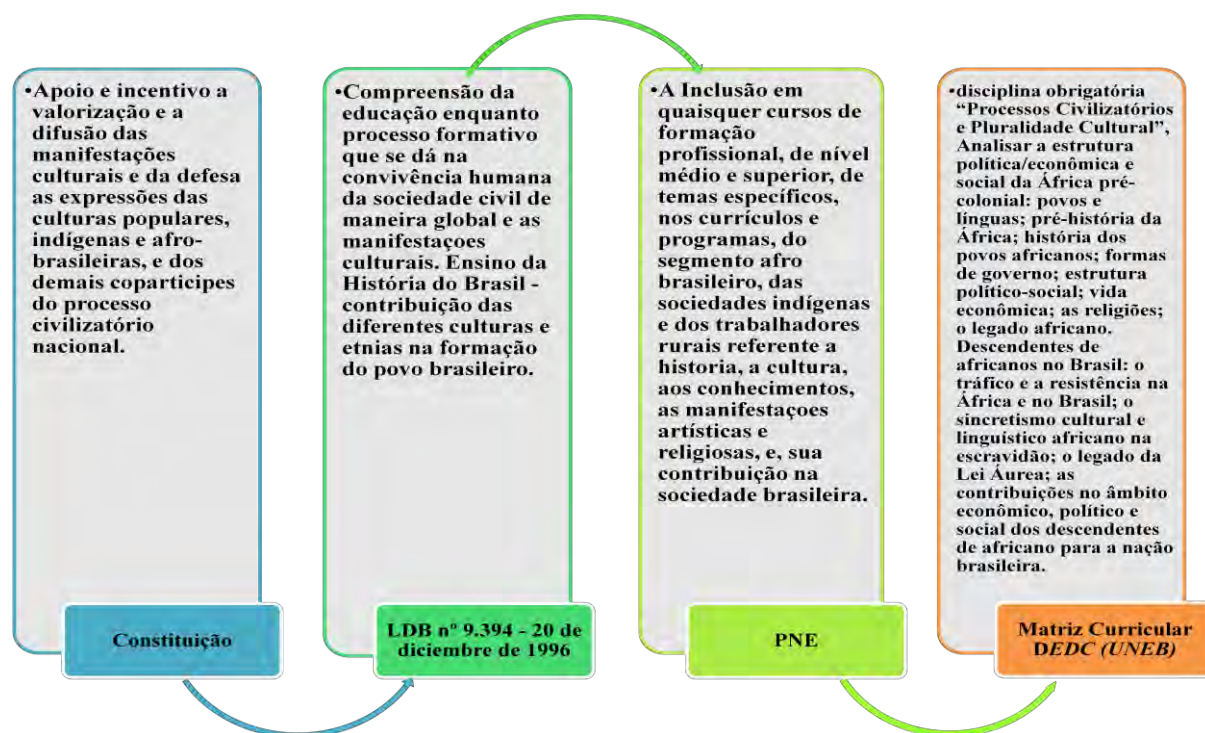 •Apoio e incentivo a
valorização e a
difusão das
manifestações
culturais e da defesa
as expressões das
culturas populares,
indígenas e afro-
brasileiras, e dos
demais coparticipes
do processo
civilizatório
nacional.
Constituição
•Compreensão da
educação enquanto
processo formativo
que se dá na
convivência humana
da sociedade civil de
maneira global e as
manifestaçoes
culturais. Ensino da
História do Brasil -
contribuição das
diferentes culturas e
etnias na formação
do povo brasileiro.
LDB nº 9.394 - 20 de
diciembre de 1996
•A Inclusão em
quaisquer cursos de
formação
profissional, de nível
médio e superior, de
temas específicos,
nos currículos e
programas, do
segmento afro
brasileiro, das
sociedades indígenas
e dos trabalhadores
rurais referente a
historia, a cultura,
aos conhecimentos,
as manifestaçoes
artísticas e
religiosas, e, sua
contribuição na
sociedade brasileira.
PNE
•disciplina obrigatória
“Processos Civilizatórios
e Pluralidade Cultural”,
Analisar a estrutura
política/econômica e
social da África pré-
colonial: povos e
línguas; pré-história da
África; história dos
povos africanos; formas
de governo; estrutura
político-social; vida
econômica; as religiões;
o legado africano.
Descendentes de
africanos no Brasil: o
tráfico e a resistência na
África e no Brasil; o
sincretismo cultural e
linguístico africano na
escravidão; o legado da
Lei Áurea; as
contribuições no âmbito
econômico, político e
social dos descendentes
de africano para a nação
brasileira.
Matriz Curricular
DEDC (UNEB)